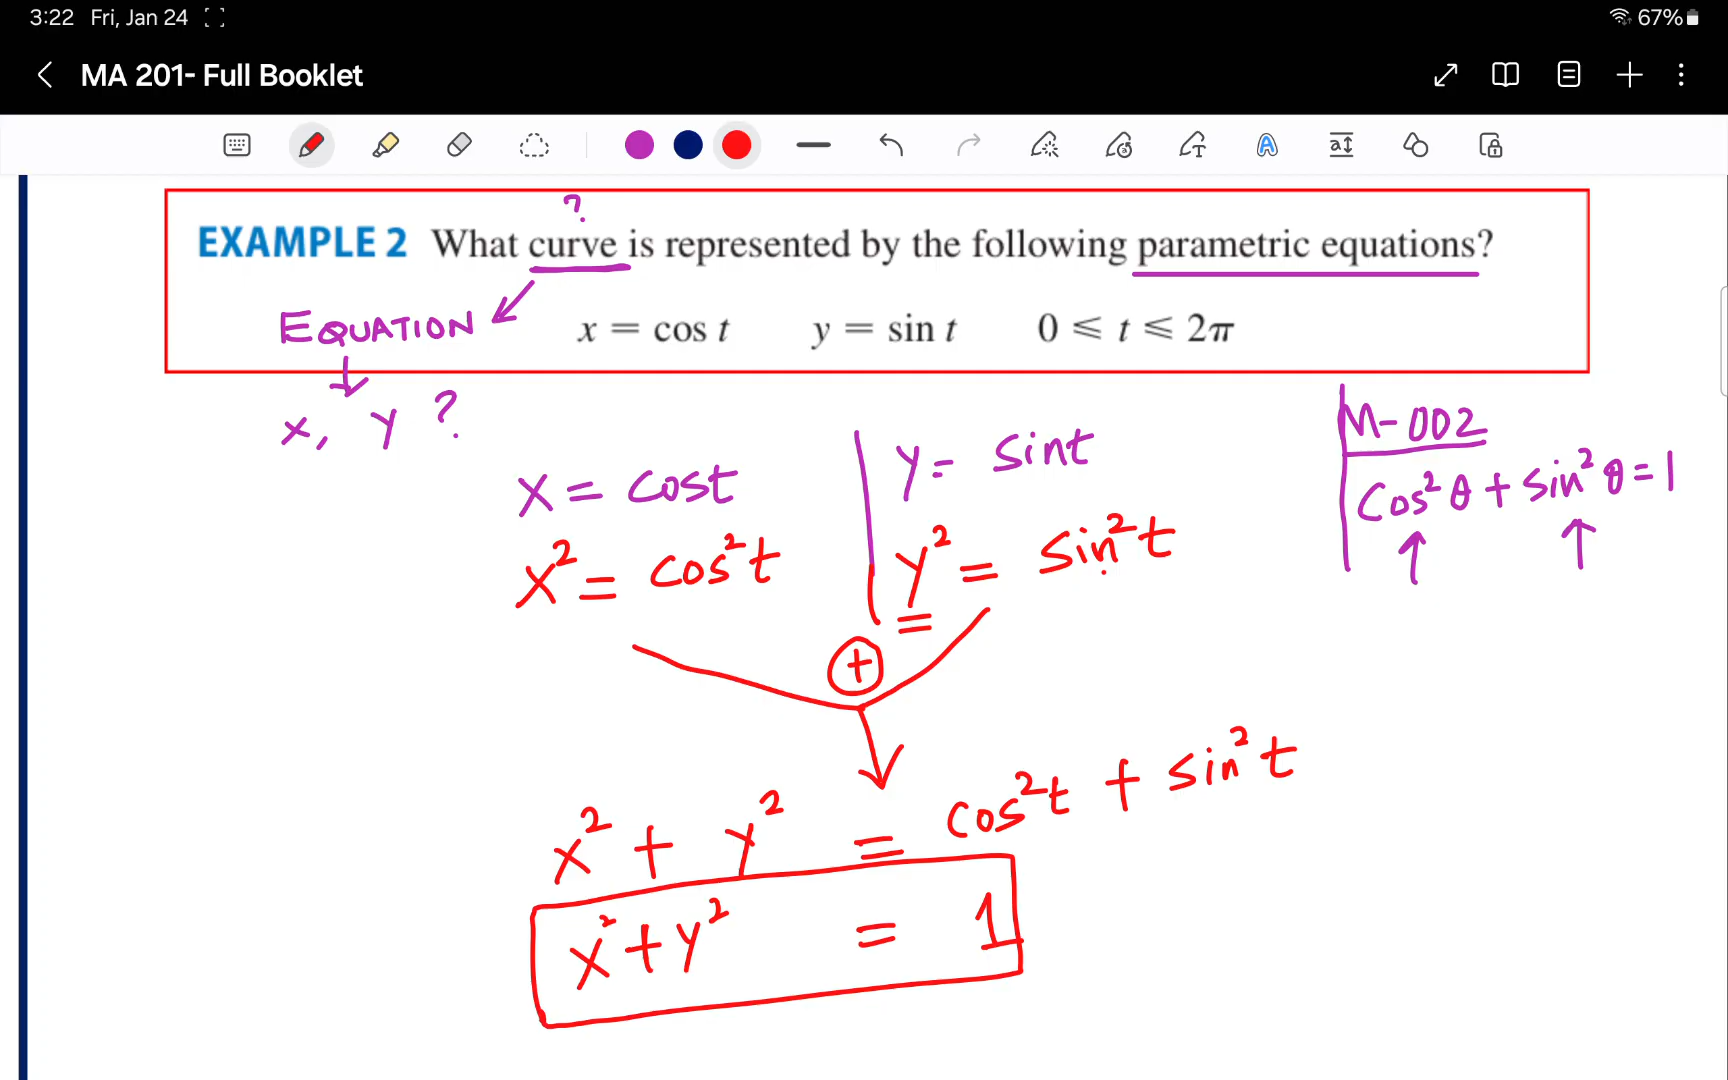 3:22 Fri, Jan 24 67%
MA 201- Full Booklet
?
EXAMPLE 2 What curve is represented by the following parametric equations?
EQUATION x = cos t y = sin t 0 ⩽ t ⩽ 2π
x, y ?
x = cost y = sint
x² = cos²t y² = sin²t
M-002
cos²θ + sin²θ = 1
+
x² + y² = cos²t + sin²t
x² + y² = 1